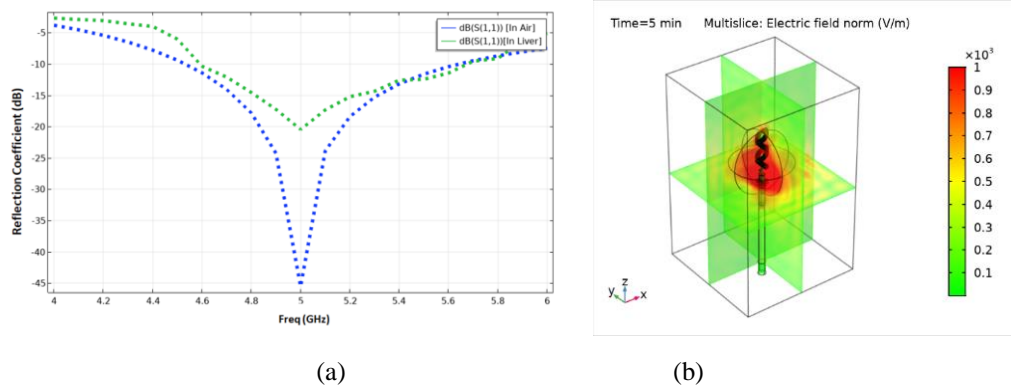 dB(S(1,1)) [In Air]
dB(S(1,1))[In Liver]
Reflection Coefficient (dB)
-5
-10
-15
-20
-25
-30
-35
-40
-45
4 4.2 4.4 4.6 4.8 5 5.2 5.4 5.6 5.8 6
Freq (GHz)
(a)
Time=5 min Multislice: Electric field norm (V/m)
×10³
1
0.9
0.8
0.7
0.6
0.5
0.4
0.3
0.2
0.1
y z x
(b)